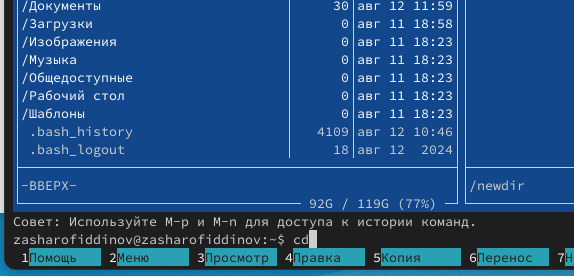 /Документы 30 авг 12 11:59
/Загрузки 0 авг 11 18:58
/Изображения 0 авг 11 18:23
/Музыка 0 авг 11 18:23
/Общедоступные 0 авг 11 18:23
/Рабочий стол 0 авг 11 18:23
/Шаблоны 0 авг 11 18:23
.bash_history 4109 авг 12 10:46
.bash_logout 18 авг 12 2024
-ВВЕРХ- /newdir
92G / 119G (77%)
Совет: Используйте M-p и M-n для доступа к истории команд.
zasharofiddinov@zasharofiddinov:~$ cd
1Помощь 2Меню 3Просмотр 4Правка 5Копия 6Перенос 7Н